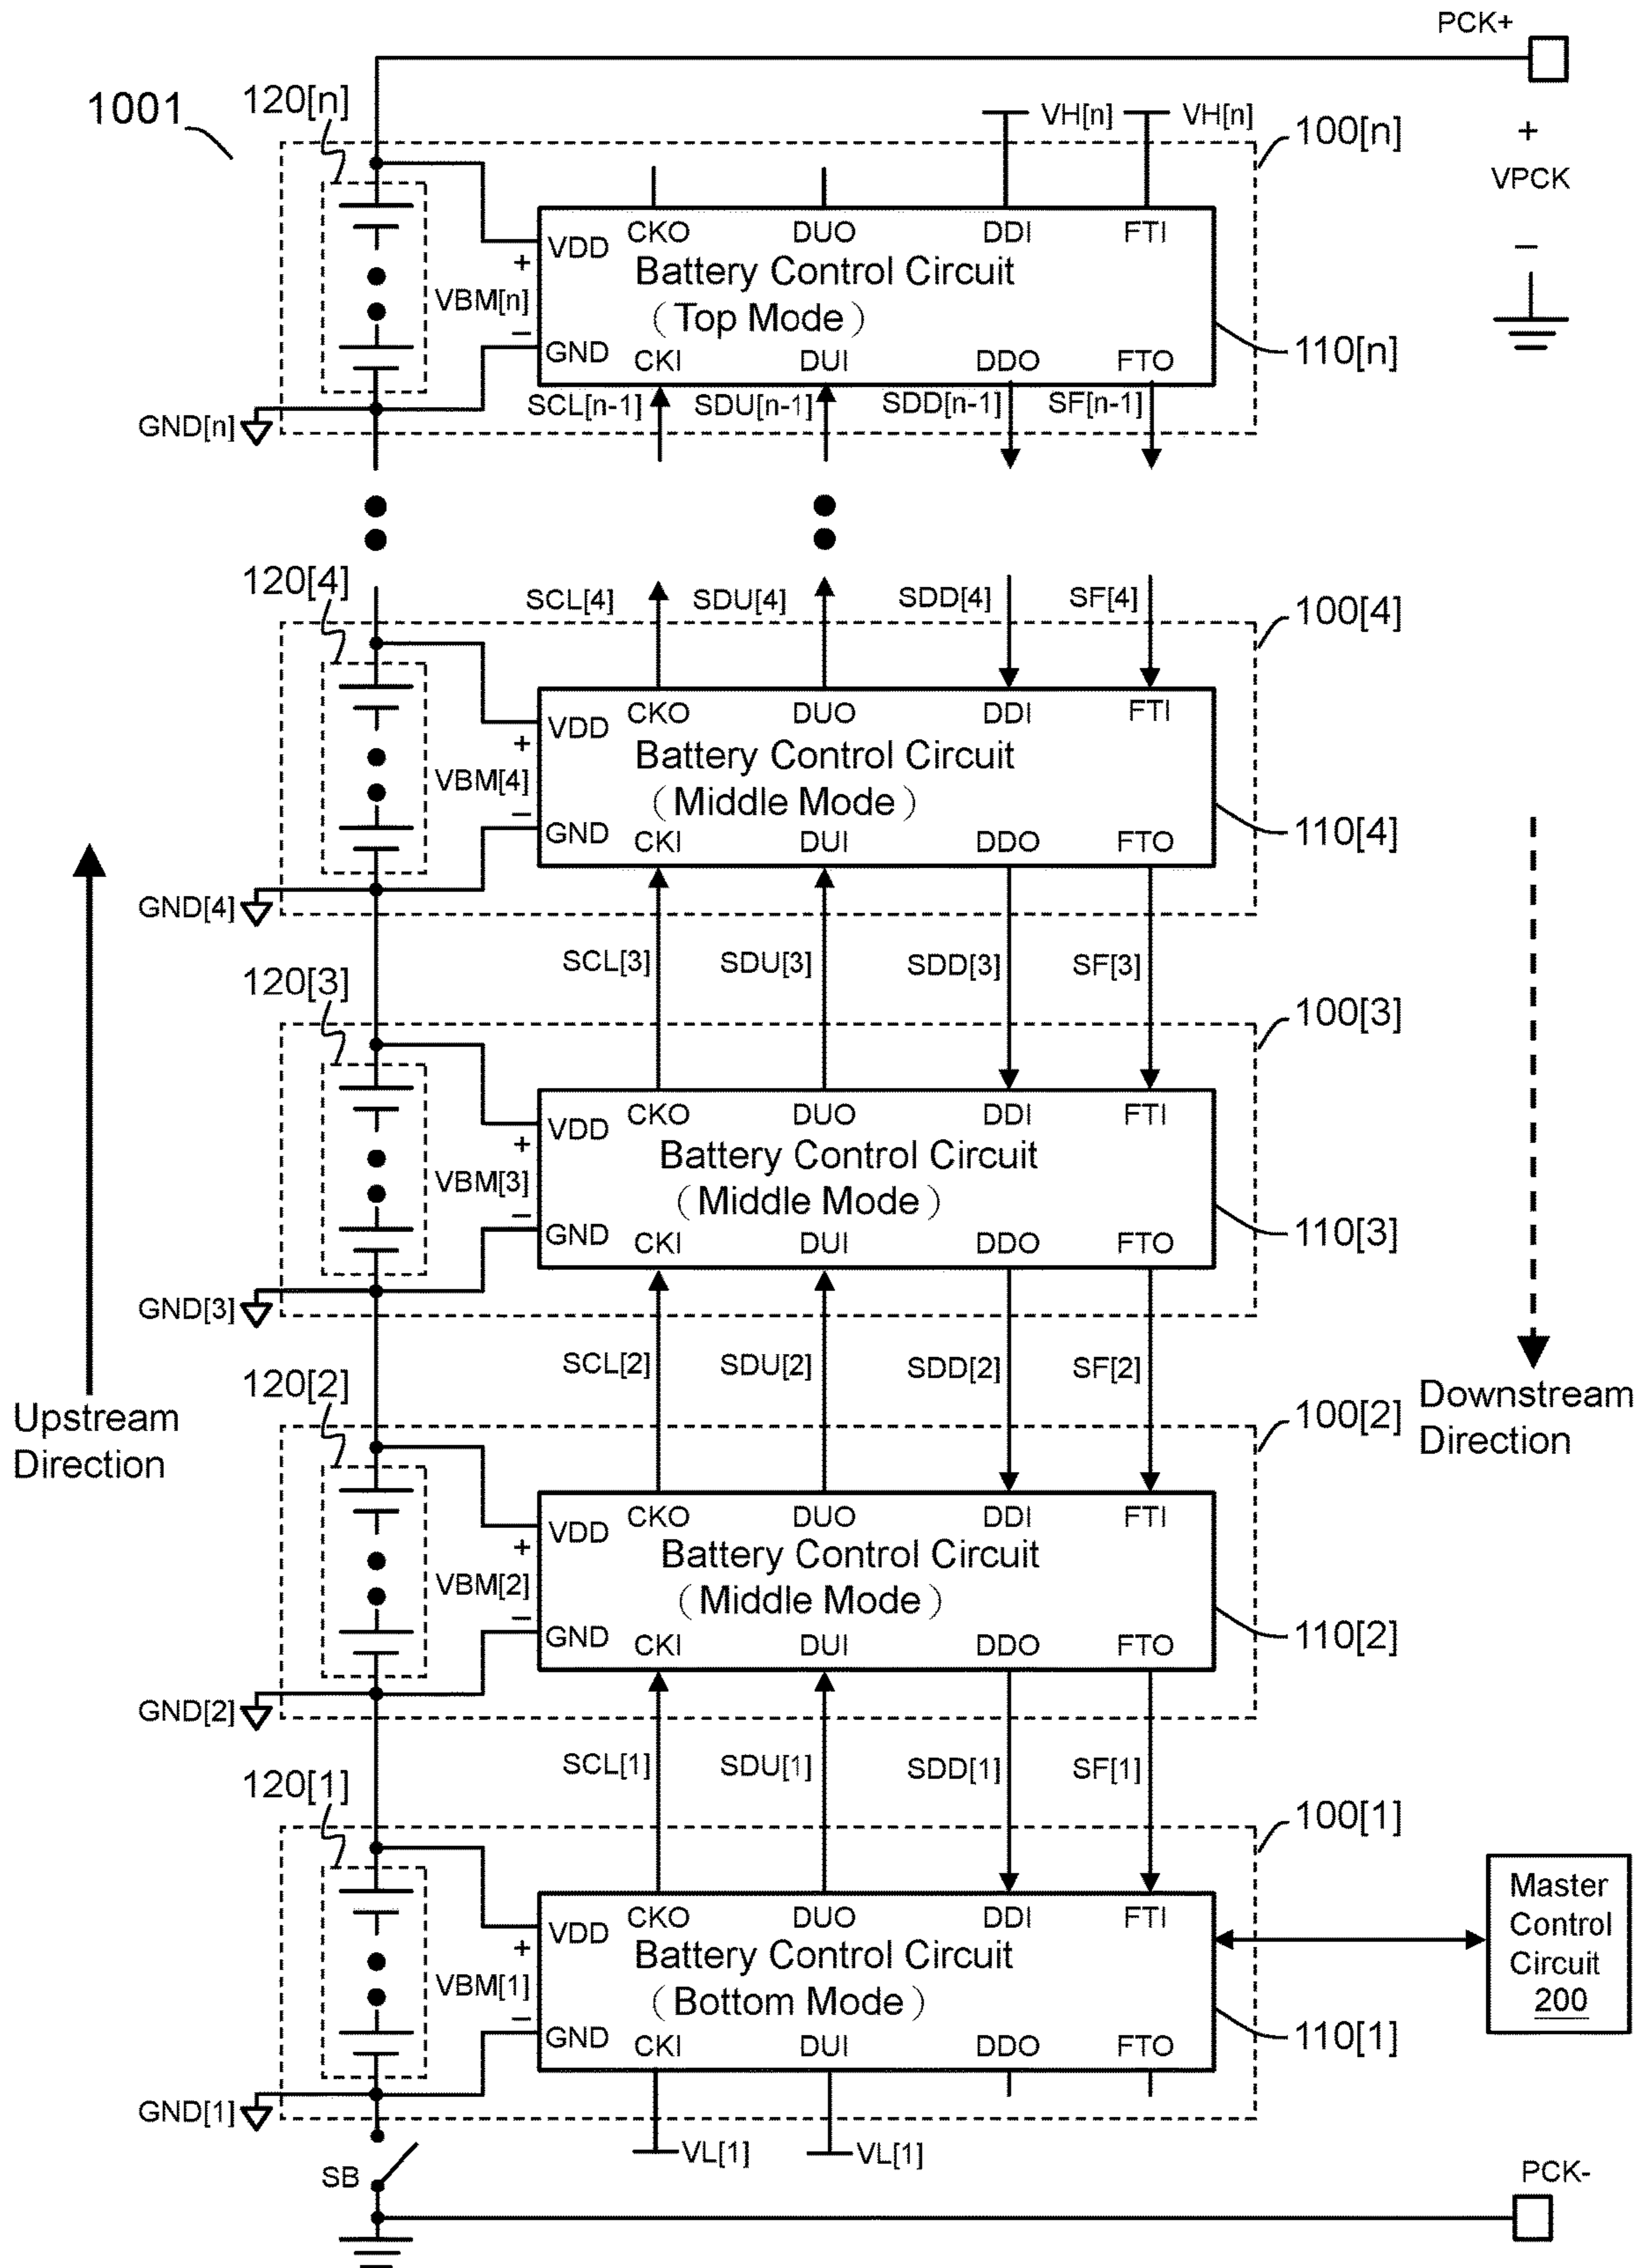 PCK+
1001
120[n]
VH[n]
VH[n]
100[n]
+
VPCK
−
CKO
DUO
DDI
FTI
VDD
+
Battery Control Circuit
VBM[n]
(Top Mode)
−
GND
CKI
DUI
DDO
FTO
110[n]
SCL[n-1]
SDU[n-1]
SDD[n-1]
SF[n-1]
GND[n]
120[4]
SCL[4]
SDU[4]
SDD[4]
SF[4]
100[4]
CKO
DUO
DDI
FTI
VDD
+
Battery Control Circuit
VBM[4]
(Middle Mode)
−
GND
CKI
DUI
DDO
FTO
110[4]
GND[4]
SCL[3]
SDU[3]
SDD[3]
SF[3]
120[3]
100[3]
CKO
DUO
DDI
FTI
VDD
+
Battery Control Circuit
VBM[3]
(Middle Mode)
−
GND
CKI
DUI
DDO
FTO
110[3]
GND[3]
SCL[2]
SDU[2]
SDD[2]
SF[2]
120[2]
Upstream
Direction
Downstream
Direction
100[2]
CKO
DUO
DDI
FTI
VDD
+
Battery Control Circuit
VBM[2]
(Middle Mode)
−
GND
CKI
DUI
DDO
FTO
110[2]
GND[2]
SCL[1]
SDU[1]
SDD[1]
SF[1]
120[1]
100[1]
CKO
DUO
DDI
FTI
VDD
+
Battery Control Circuit
VBM[1]
(Bottom Mode)
−
GND
CKI
DUI
DDO
FTO
110[1]
Master
Control
Circuit
200
GND[1]
VL[1]
VL[1]
SB
PCK-